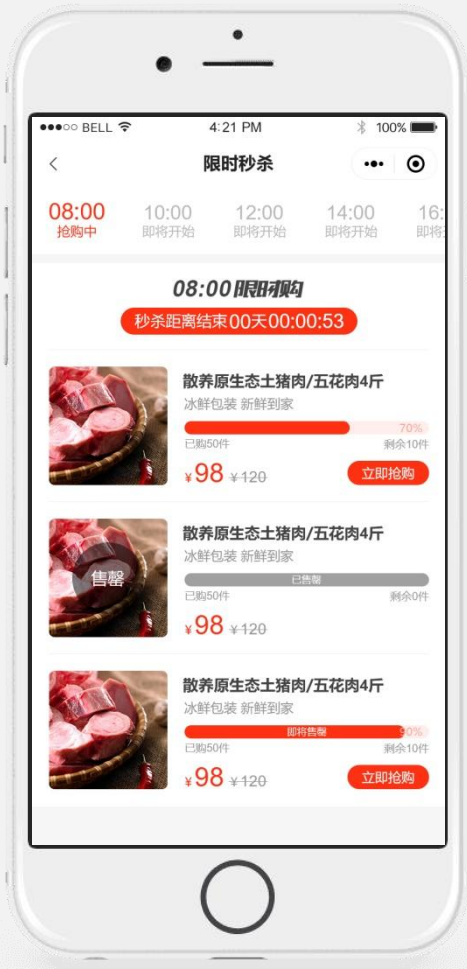 BELL 4:21 PM 100%
限时秒杀
08:00 10:00 12:00 14:00 16:
抢购中 即将开始 即将开始 即将开始 即将
08:00限时购
秒杀距离结束00天00:00:53
散养原生态土猪肉/五花肉4斤
冰鲜包装 新鲜到家
70%
已购50件 剩余10件
¥98 ¥120 立即抢购
散养原生态土猪肉/五花肉4斤
冰鲜包装 新鲜到家
售罄
已售罄
已购50件 剩余0件
¥98 ¥120
散养原生态土猪肉/五花肉4斤
冰鲜包装 新鲜到家
即将售罄 90%
已购50件 剩余10件
¥98 ¥120 立即抢购